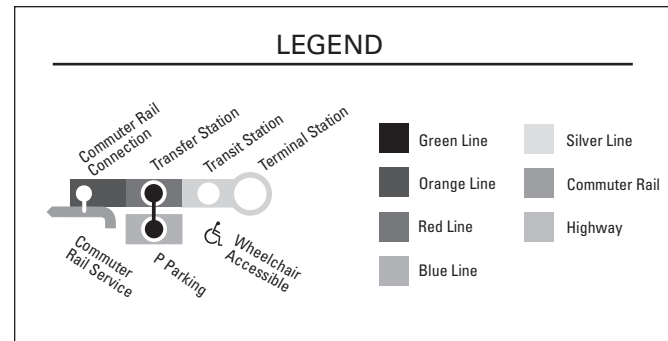 LEGEND
Commuter Rail
Connection
Transfer Station
Transit Station
Terminal Station
Commuter
Rail Service
P Parking
Wheelchair
Accessible
Green Line
Orange Line
Red Line
Blue Line
Silver Line
Commuter Rail
Highway